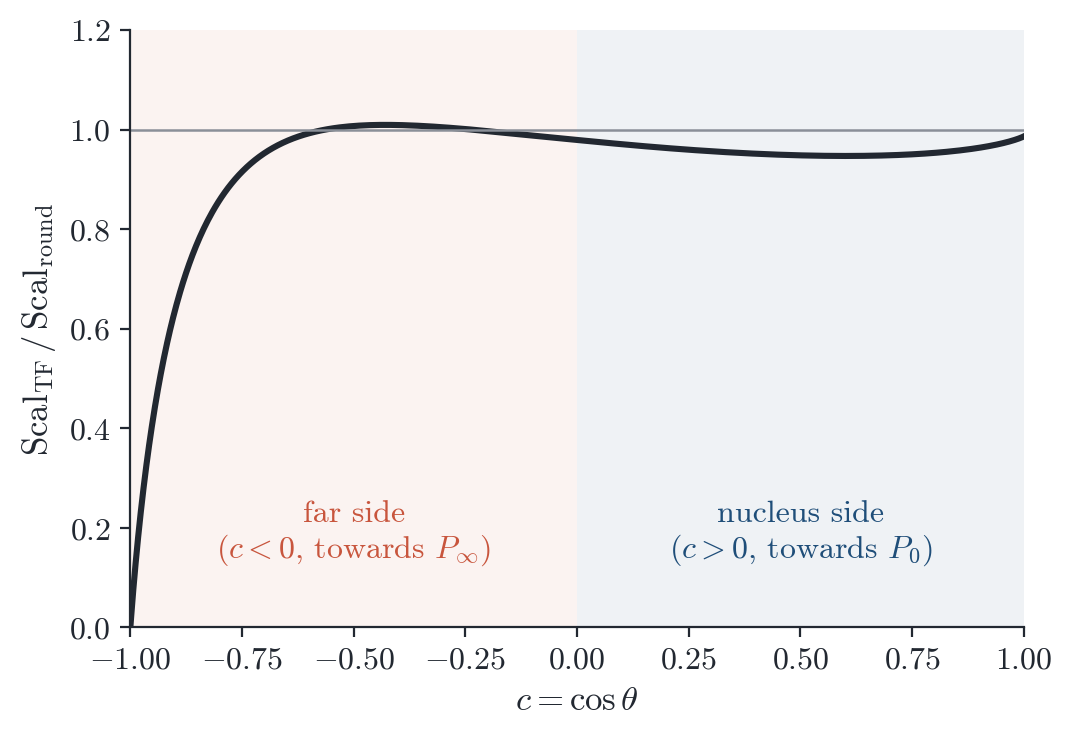 1.2
1.0
0.8
0.6
0.4
0.2
0.0
Scal_TF / Scal_round
far side
(c < 0, towards P_∞)
nucleus side
(c > 0, towards P_0)
−1.00 −0.75 −0.50 −0.25 0.00 0.25 0.50 0.75 1.00
c = cos θ